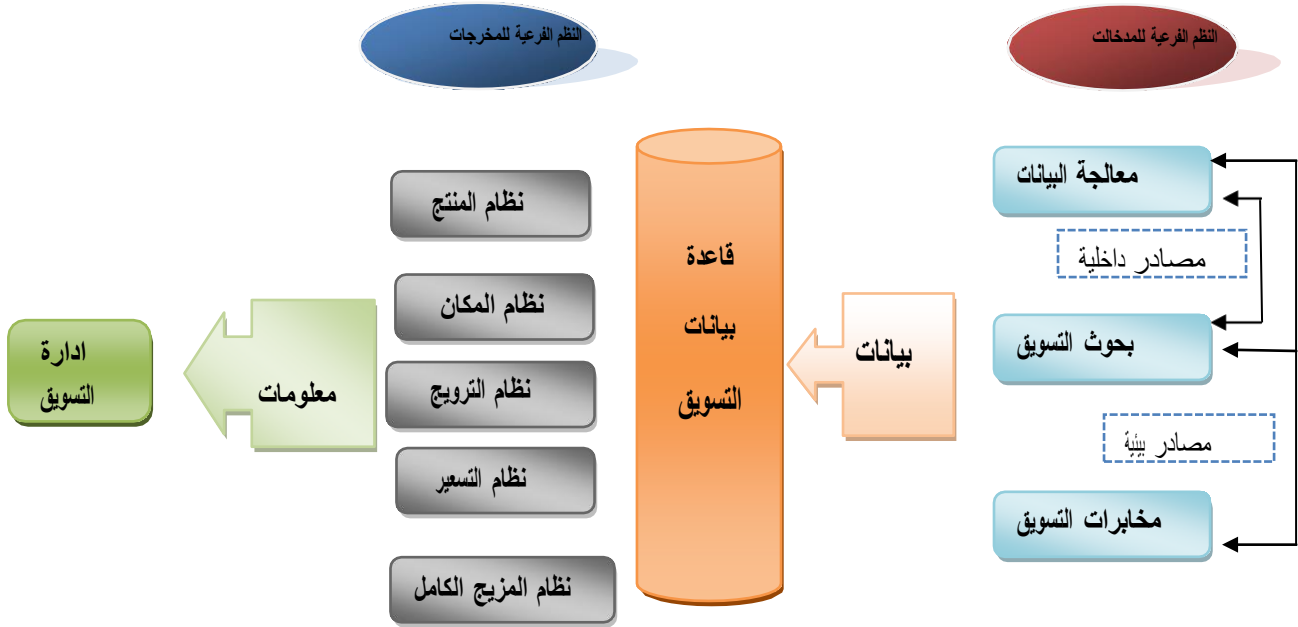 النظم الفرعية للمدخالت
النظم الفرعية للمخرجات
معالجة البيانات
مصادر داخلية
بحوث التسويق
مصادر بيئية
مخابرات التسويق
بيانات
قاعدة
بيانات
التسويق
نظام المنتج
نظام المكان
نظام الترويج
نظام التسعير
نظام المزيج الكامل
معلومات
ادارة
التسويق